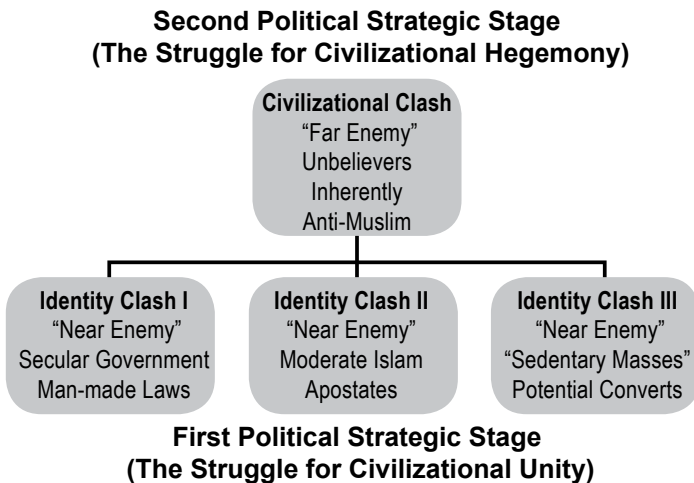 Second Political Strategic Stage
(The Struggle for Civilizational Hegemony)
Civilizational Clash
“Far Enemy”
Unbelievers
Inherently
Anti-Muslim
Identity Clash I
“Near Enemy”
Secular Government
Man-made Laws
Identity Clash II
“Near Enemy”
Moderate Islam
Apostates
Identity Clash III
“Near Enemy”
“Sedentary Masses”
Potential Converts
First Political Strategic Stage
(The Struggle for Civilizational Unity)